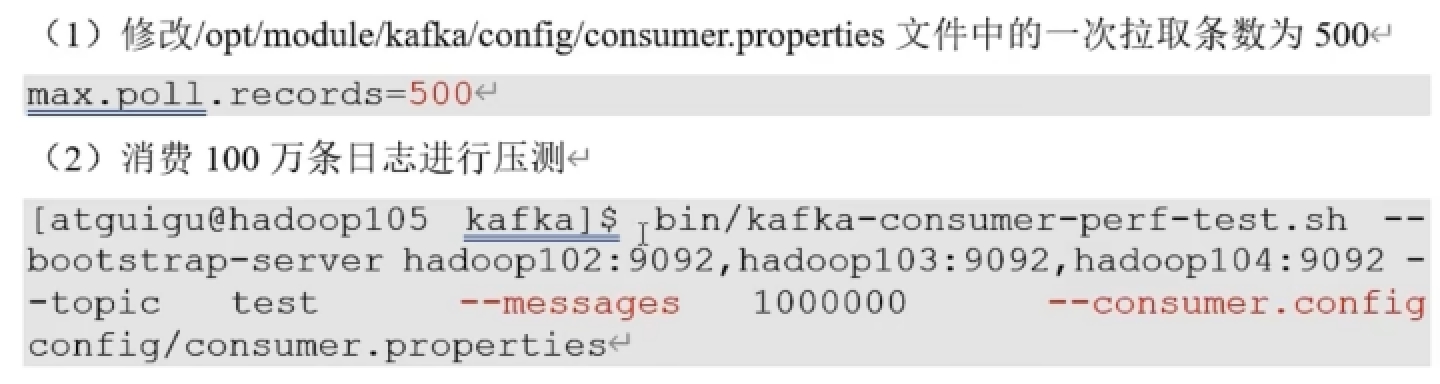 （1）修改/opt/module/kafka/config/consumer.properties 文件中的一次拉取条数为 500↵
max.poll.records=500↵
（2）消费 100 万条日志进行压测↵
[atguigu@hadoop105 kafka]$ bin/kafka-consumer-perf-test.sh --
bootstrap-server hadoop102:9092,hadoop103:9092,hadoop104:9092 -
-topic test --messages 1000000 --consumer.config
config/consumer.properties↵